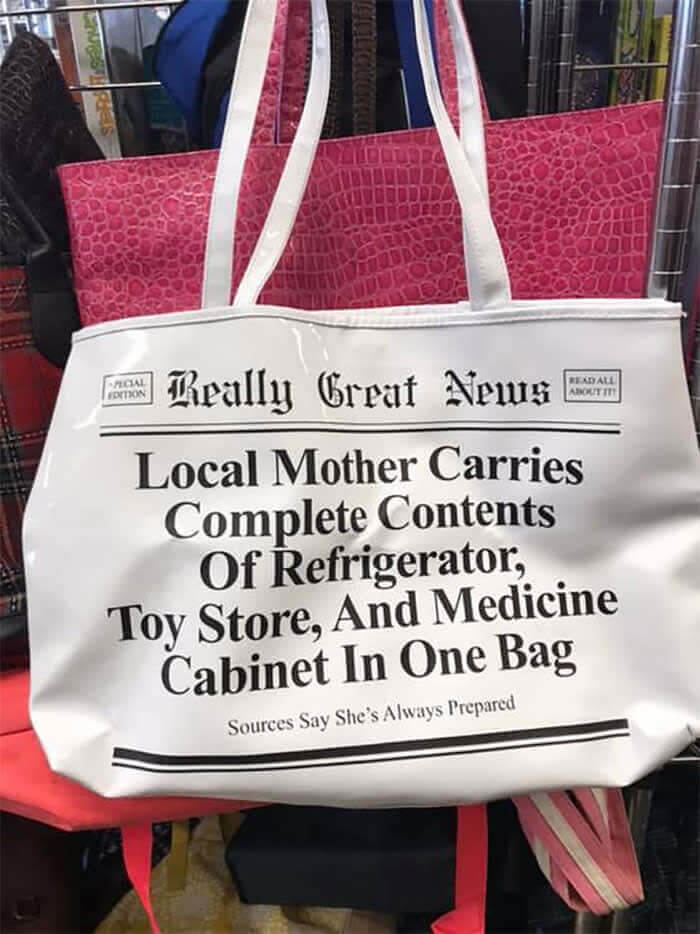 SPECIAL EDITION
Really Great News
READ ALL ABOUT IT!
Local Mother Carries
Complete Contents
Of Refrigerator,
Toy Store, And Medicine
Cabinet In One Bag
Sources Say She's Always Prepared